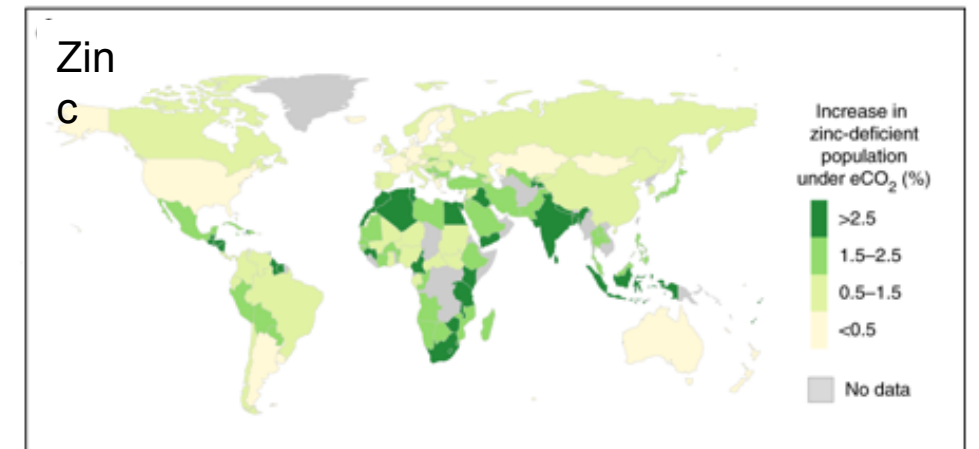 Zin
c
Increase in
zinc-deficient
population
under eCO₂ (%)
>2.5
1.5–2.5
0.5–1.5
<0.5
No data